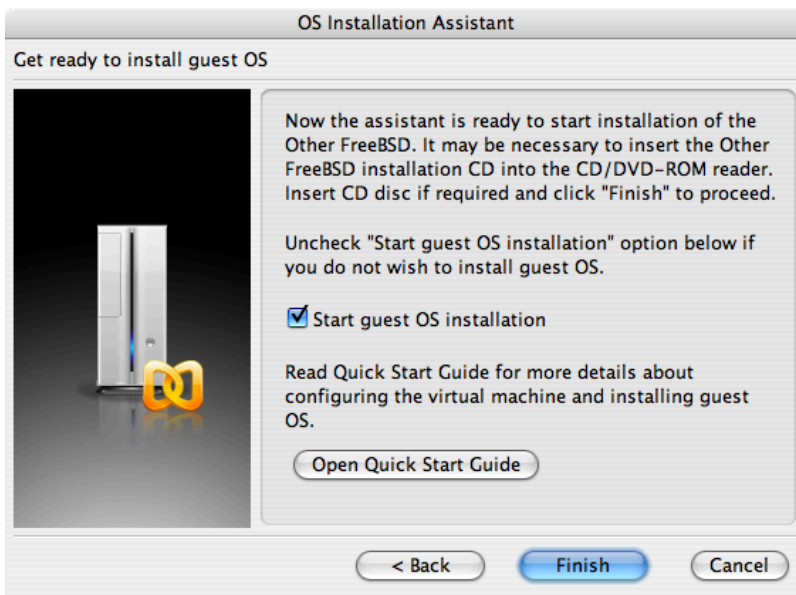 OS Installation Assistant
Get ready to install guest OS
Now the assistant is ready to start installation of the
Other FreeBSD. It may be necessary to insert the Other
FreeBSD installation CD into the CD/DVD-ROM reader.
Insert CD disc if required and click "Finish" to proceed.
Uncheck "Start guest OS installation" option below if
you do not wish to install guest OS.
Start guest OS installation
Read Quick Start Guide for more details about
configuring the virtual machine and installing guest
OS.
Open Quick Start Guide
< Back
Finish
Cancel